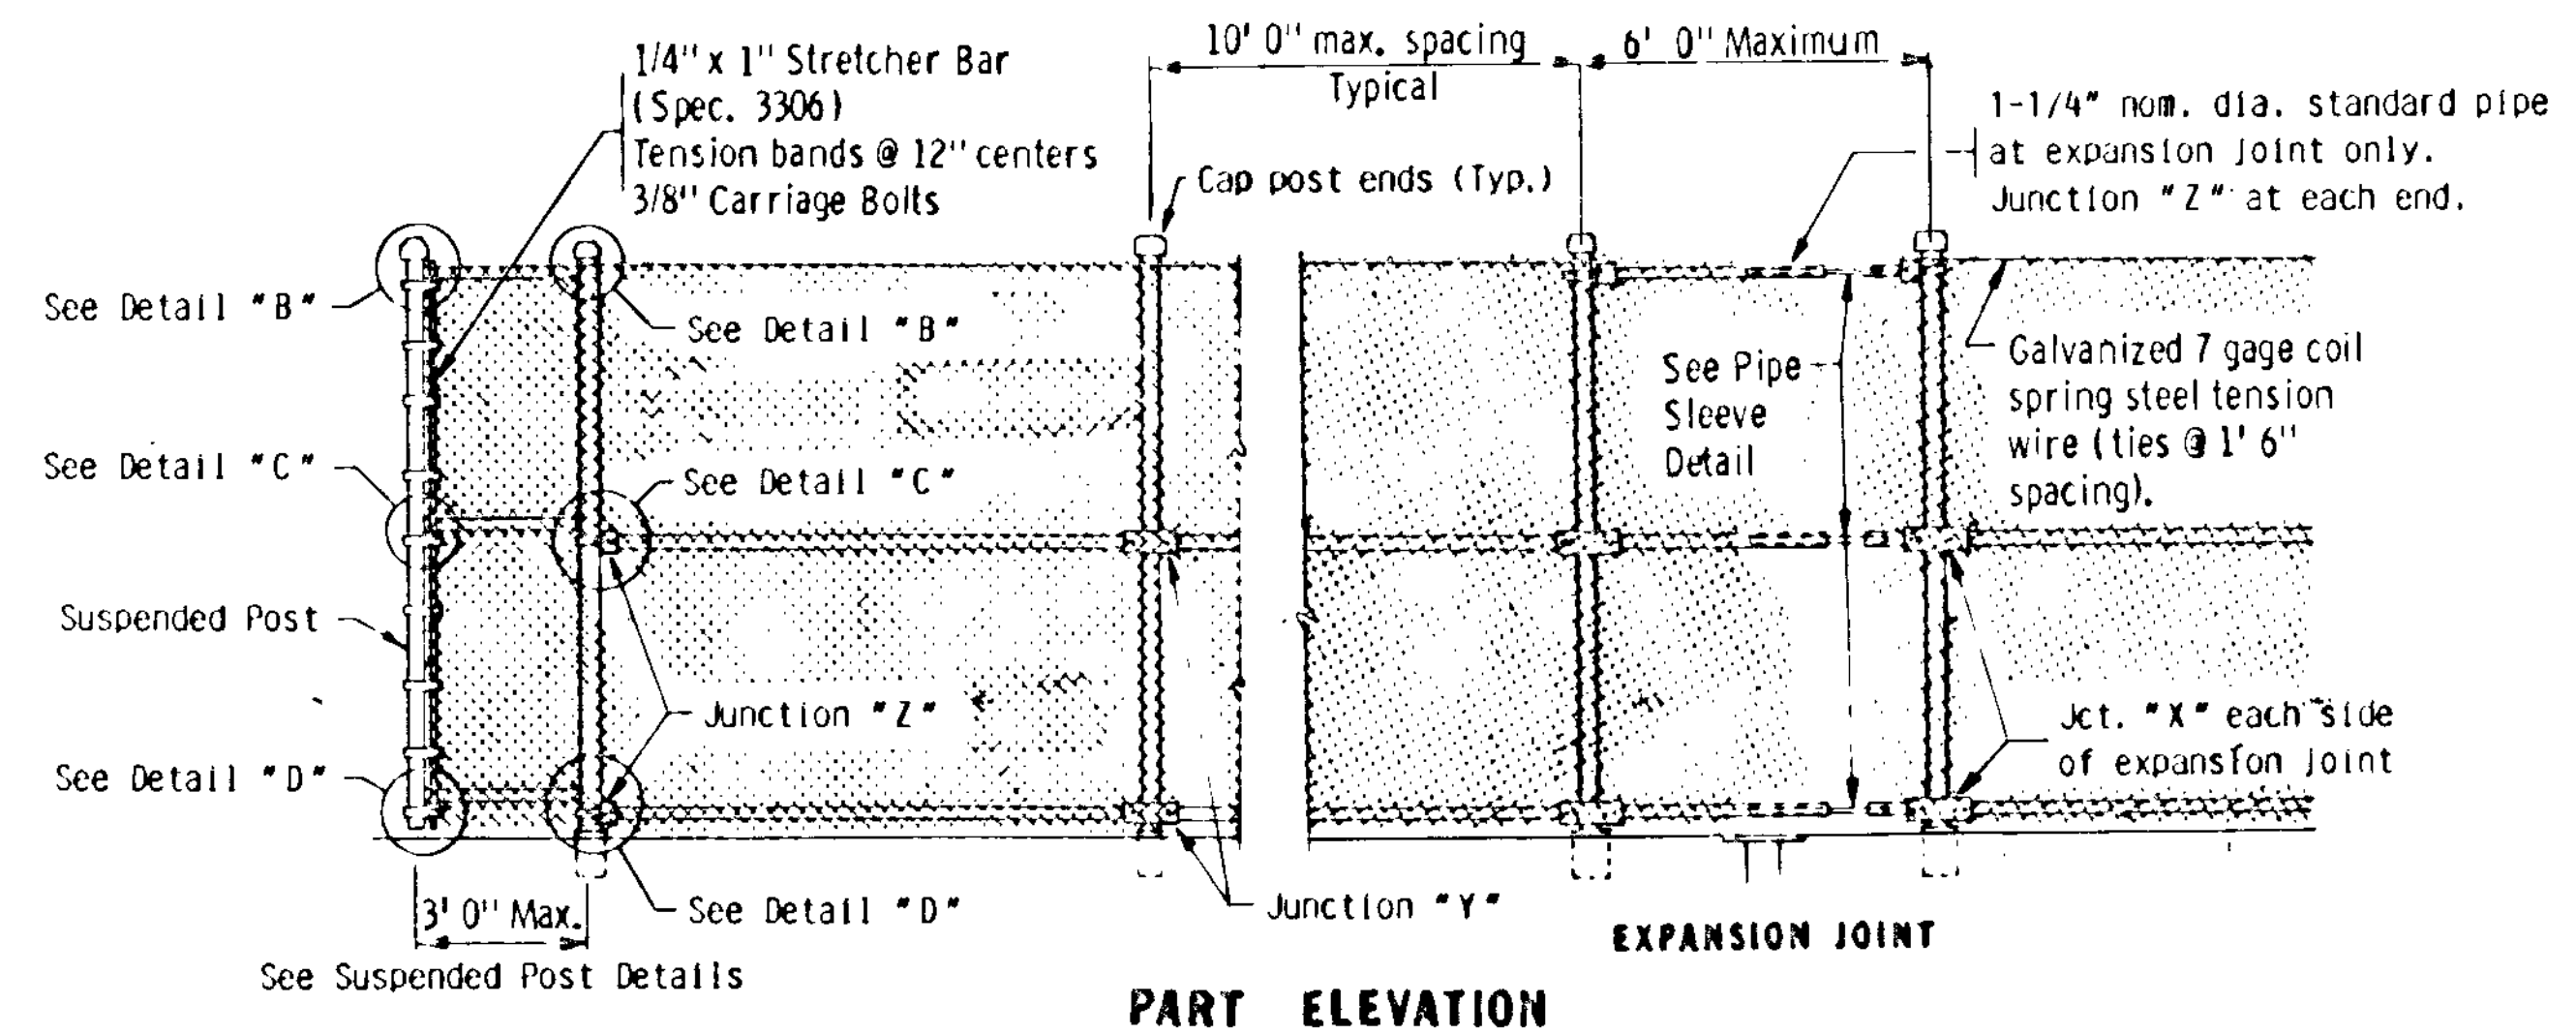 1/4" x 1" Stretcher Bar
(Spec. 3306)
Tension bands @ 12" centers
3/8" Carriage Bolts
10' 0" max. spacing
Typical
6' 0" Maximum
1-1/4" nom. dia. standard pipe
at expansion joint only.
Junction "Z" at each end.
Cap post ends (Typ.)
See Detail "B"
See Detail "B"
See Pipe
Sleeve
Detail
Galvanized 7 gage coil
spring steel tension
wire (ties @ 1' 6"
spacing).
See Detail "C"
See Detail "C"
Suspended Post
Junction "Z"
Jct. "X" each side
of expansion joint
See Detail "D"
See Detail "D"
Junction "Y"
3' 0" Max.
See Suspended Post Details
EXPANSION JOINT
PART ELEVATION